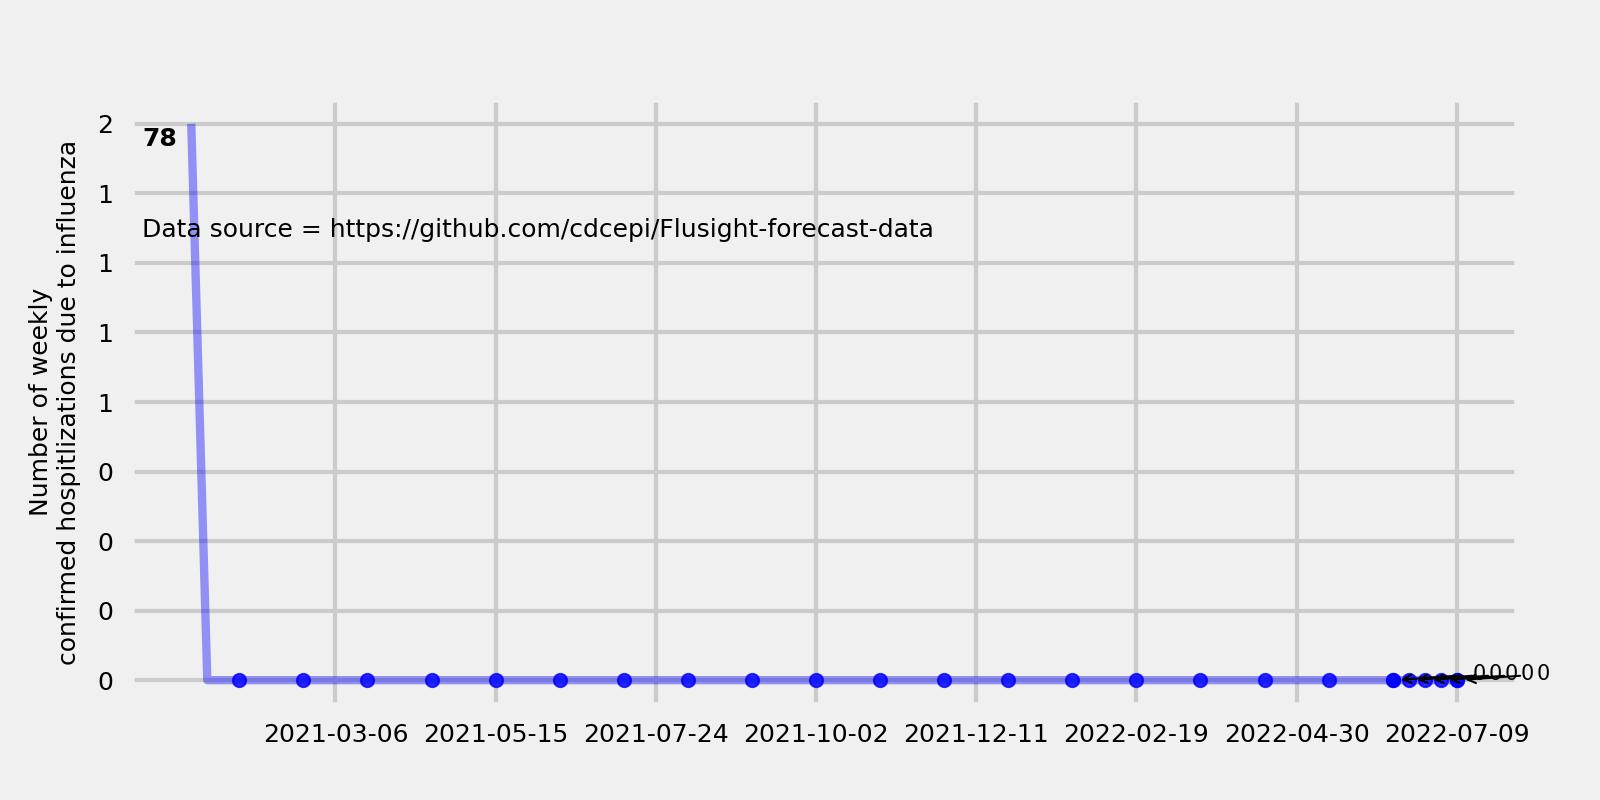 2
78
1
Data source = https://github.com/cdcepi/Flusight-forecast-data
1
1
1
0
0
0
0
Number of weekly
confirmed hospitlizations due to influenza
00000
2021-03-06 2021-05-15 2021-07-24 2021-10-02 2021-12-11 2022-02-19 2022-04-30 2022-07-09